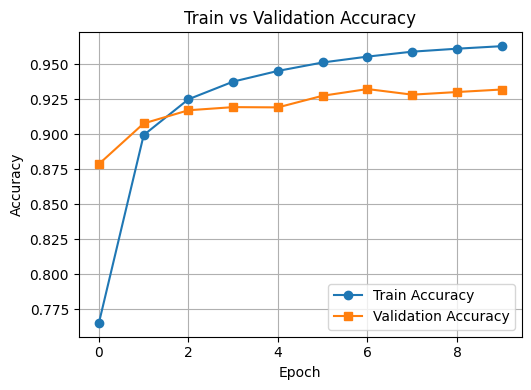 Train vs Validation Accuracy
0.950
0.925
0.900
0.875
0.850
0.825
0.800
0.775
Accuracy
Train Accuracy
Validation Accuracy
0 2 4 6 8
Epoch